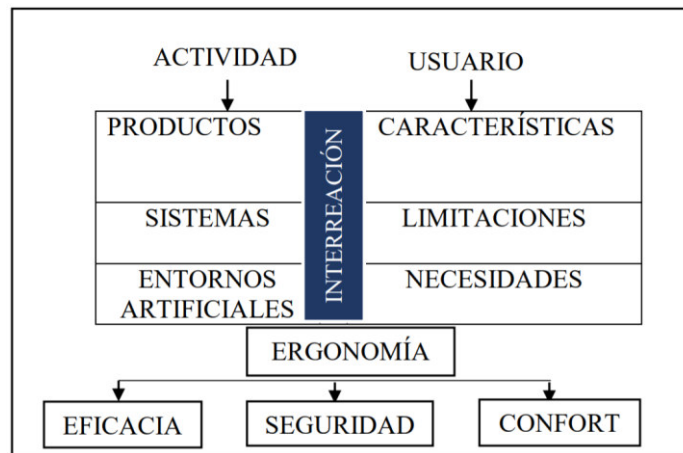 ACTIVIDAD
USUARIO
PRODUCTOS
CARACTERÍSTICAS
INTERREACIÓN
SISTEMAS
LIMITACIONES
ENTORNOS
ARTIFICIALES
NECESIDADES
ERGONOMÍA
EFICACIA
SEGURIDAD
CONFORT